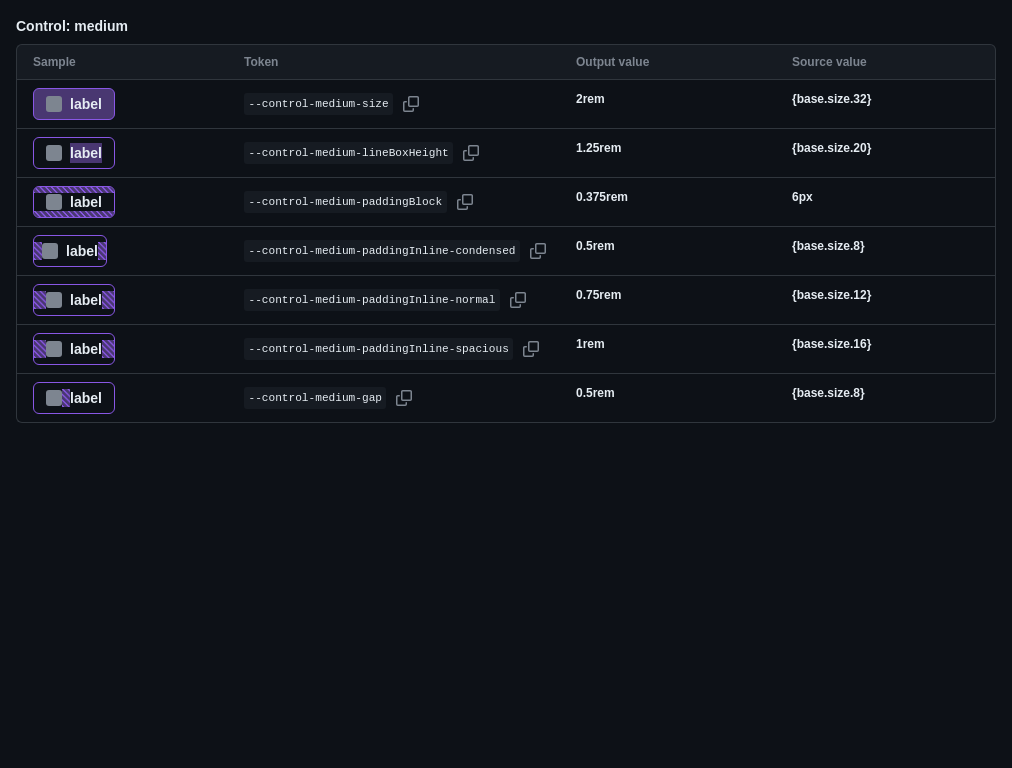 Control: medium
Sample Token Output value Source value
label --control-medium-size 2rem {base.size.32}
label --control-medium-lineBoxHeight 1.25rem {base.size.20}
label --control-medium-paddingBlock 0.375rem 6px
label --control-medium-paddingInline-condensed 0.5rem {base.size.8}
label --control-medium-paddingInline-normal 0.75rem {base.size.12}
label --control-medium-paddingInline-spacious 1rem {base.size.16}
label --control-medium-gap 0.5rem {base.size.8}